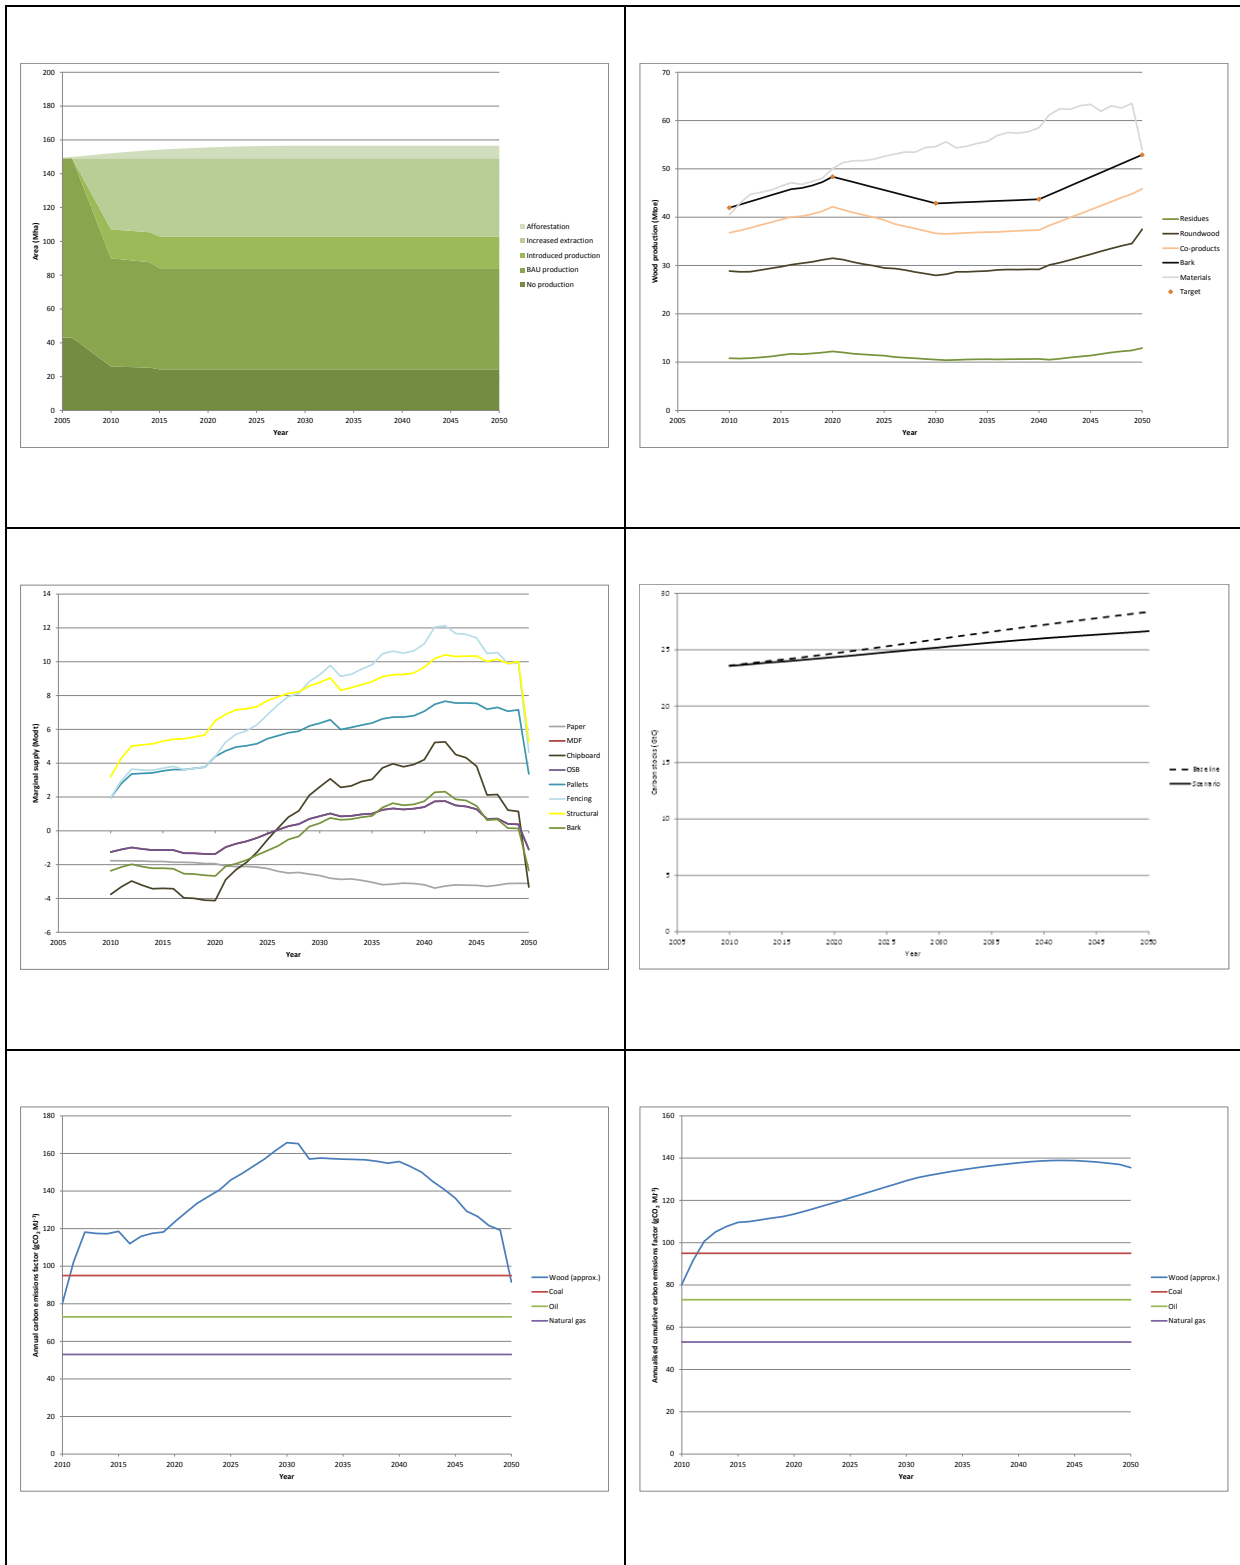 200
180
160
140
120
100
80
60
40
20
0
Area (Mha)
2005 2010 2015 2020 2025 2030 2035 2040 2045 2050
Year
Afforestation
Increased extraction
Introduced production
BAU production
No production
70
60
50
40
30
20
10
0
Wood production (Mtoe)
2005 2010 2015 2020 2025 2030 2035 2040 2045 2050
Year
Residues
Roundwood
Co-products
Bark
Materials
Target
14
12
10
8
6
4
2
0
-2
-4
-6
Marginal supply (Modt)
2005 2010 2015 2020 2025 2030 2035 2040 2045 2050
Year
Paper
MDF
Chipboard
OSB
Pallets
Fencing
Structural
Bark
30
25
20
15
10
5
0
Carbon stocks (GtC)
2005 2010 2015 2020 2025 2030 2035 2040 2045 2050
Year
Baseline
Scenario
180
160
140
120
100
80
60
40
20
0
Annual carbon emissions factor (gCO₂ MJ⁻¹)
2010 2015 2020 2025 2030 2035 2040 2045 2050
Year
Wood (approx.)
Coal
Oil
Natural gas
160
140
120
100
80
60
40
20
0
Annualised cumulative carbon emissions factor (gCO₂ MJ⁻¹)
2010 2015 2020 2025 2030 2035 2040 2045 2050
Year
Wood (approx.)
Coal
Oil
Natural gas